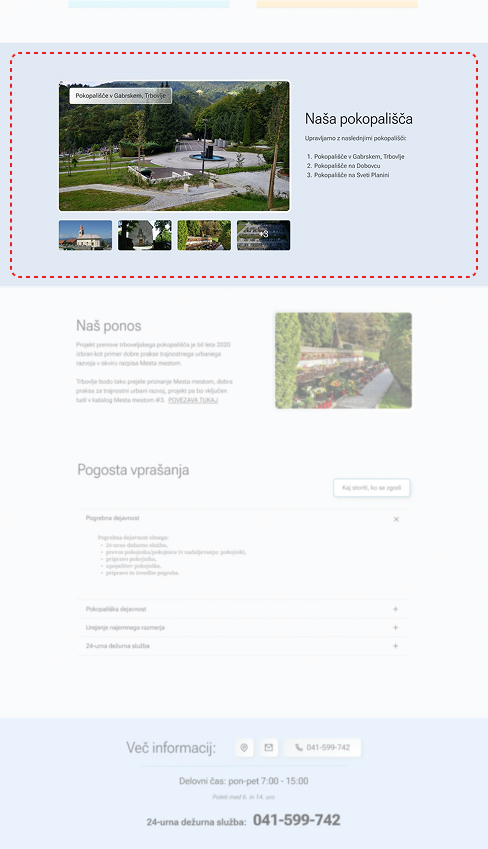 Pokopališče v Gabrskem, Trbovlje
Naša pokopališča
Upravljamo z naslednjimi pokopališči:
1. Pokopališče v Gabrskem, Trbovlje
2. Pokopališče na Dobovcu
3. Pokopališče na Sveti Planini
+3
Naš ponos
Projekt prenove trboveljskega pokopališča je bil leta 2020
izbran kot primer dobre prakse trajnostnega urbanega
razvoja v okviru razpisa Mesta mestom.
Trbovlje bodo tako prejele priznanje Mesta mestom, dobra
praksa za trajnostni urbani razvoj, projekt pa bo vključen
tudi v katalog Mesta mestom #3. POVEZAVA TUKAJ
Pogosta vprašanja
Kaj storiti, ko se zgodi
Pogrebna dejavnost
Pogrebna dejavnost obsega:
• 24-urno dežurno službo,
• prevoz pokojnika/pokojnice in nadaljevanja: pokojnik),
• pripravo pokojnika,
• upepelitev pokojnika,
• pripravo in izvedbo pogreba.
Pokopališka dejavnost
Urejanje najemnega razmerja
24-urna dežurna služba
Več informacij:
041-599-742
Delovni čas: pon-pet 7:00 - 15:00
Poleti med 6. in 14. uro
24-urna dežurna služba: 041-599-742